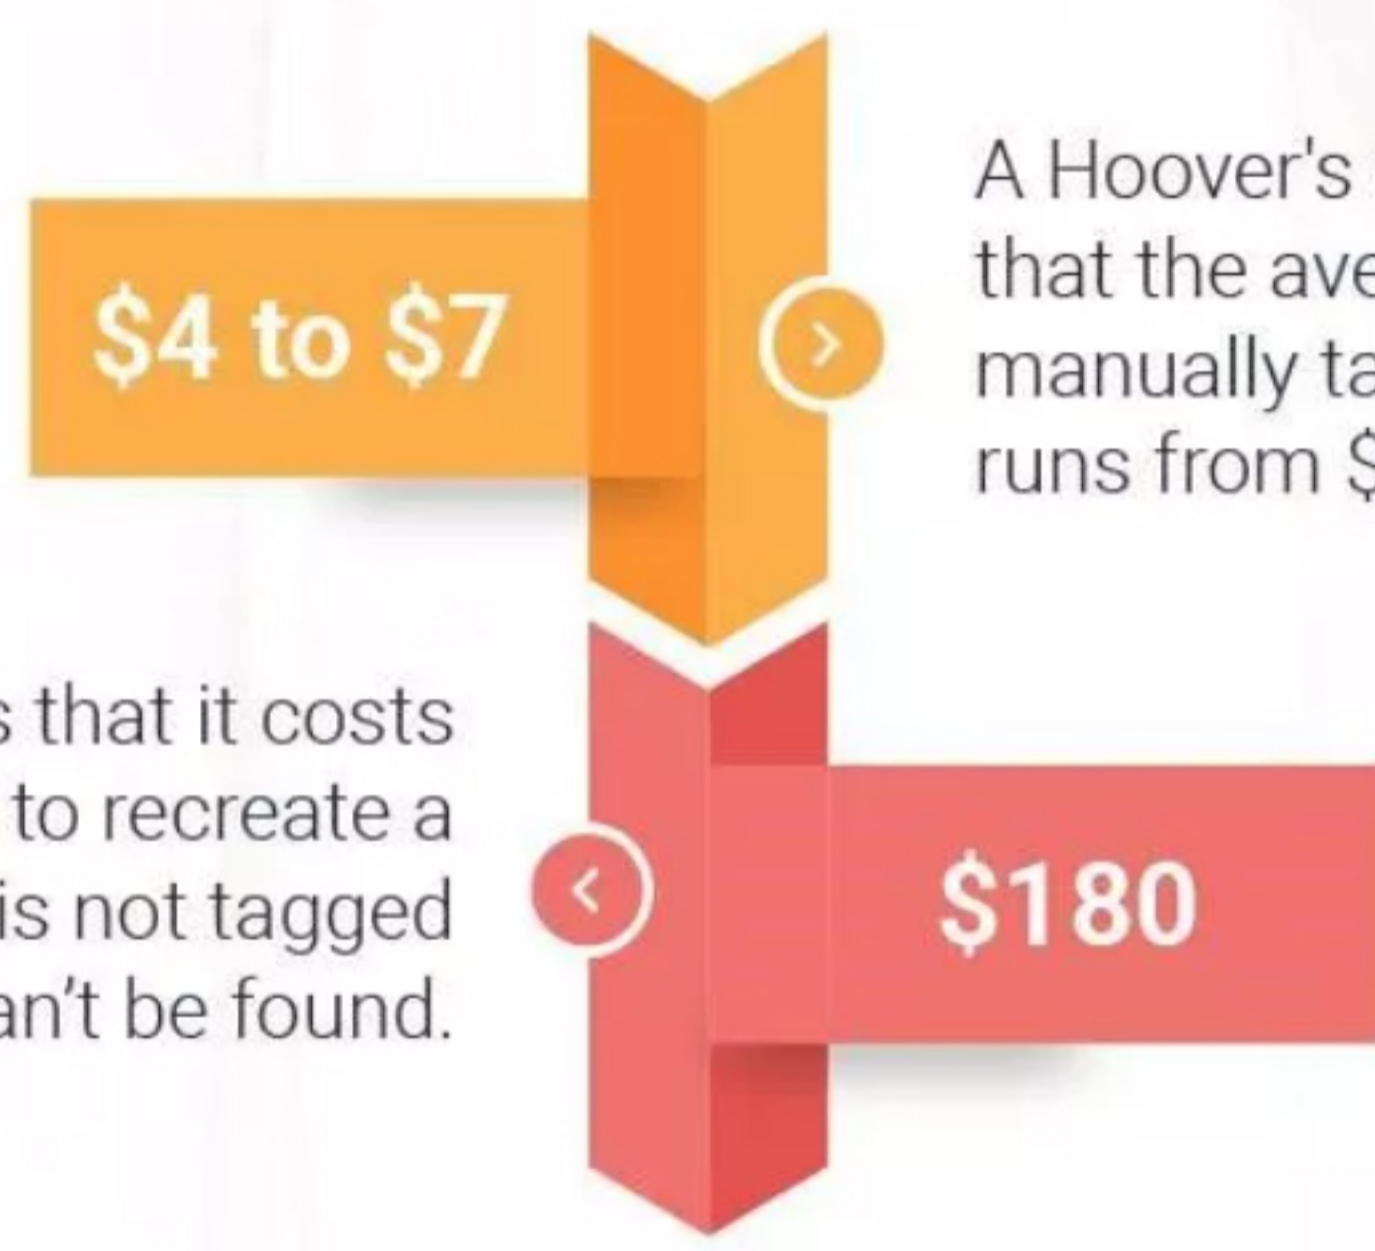 $4 to $7
A Hoover's
that the ave
manually ta
runs from $
s that it costs
to recreate a
is not tagged
an't be found.
$180